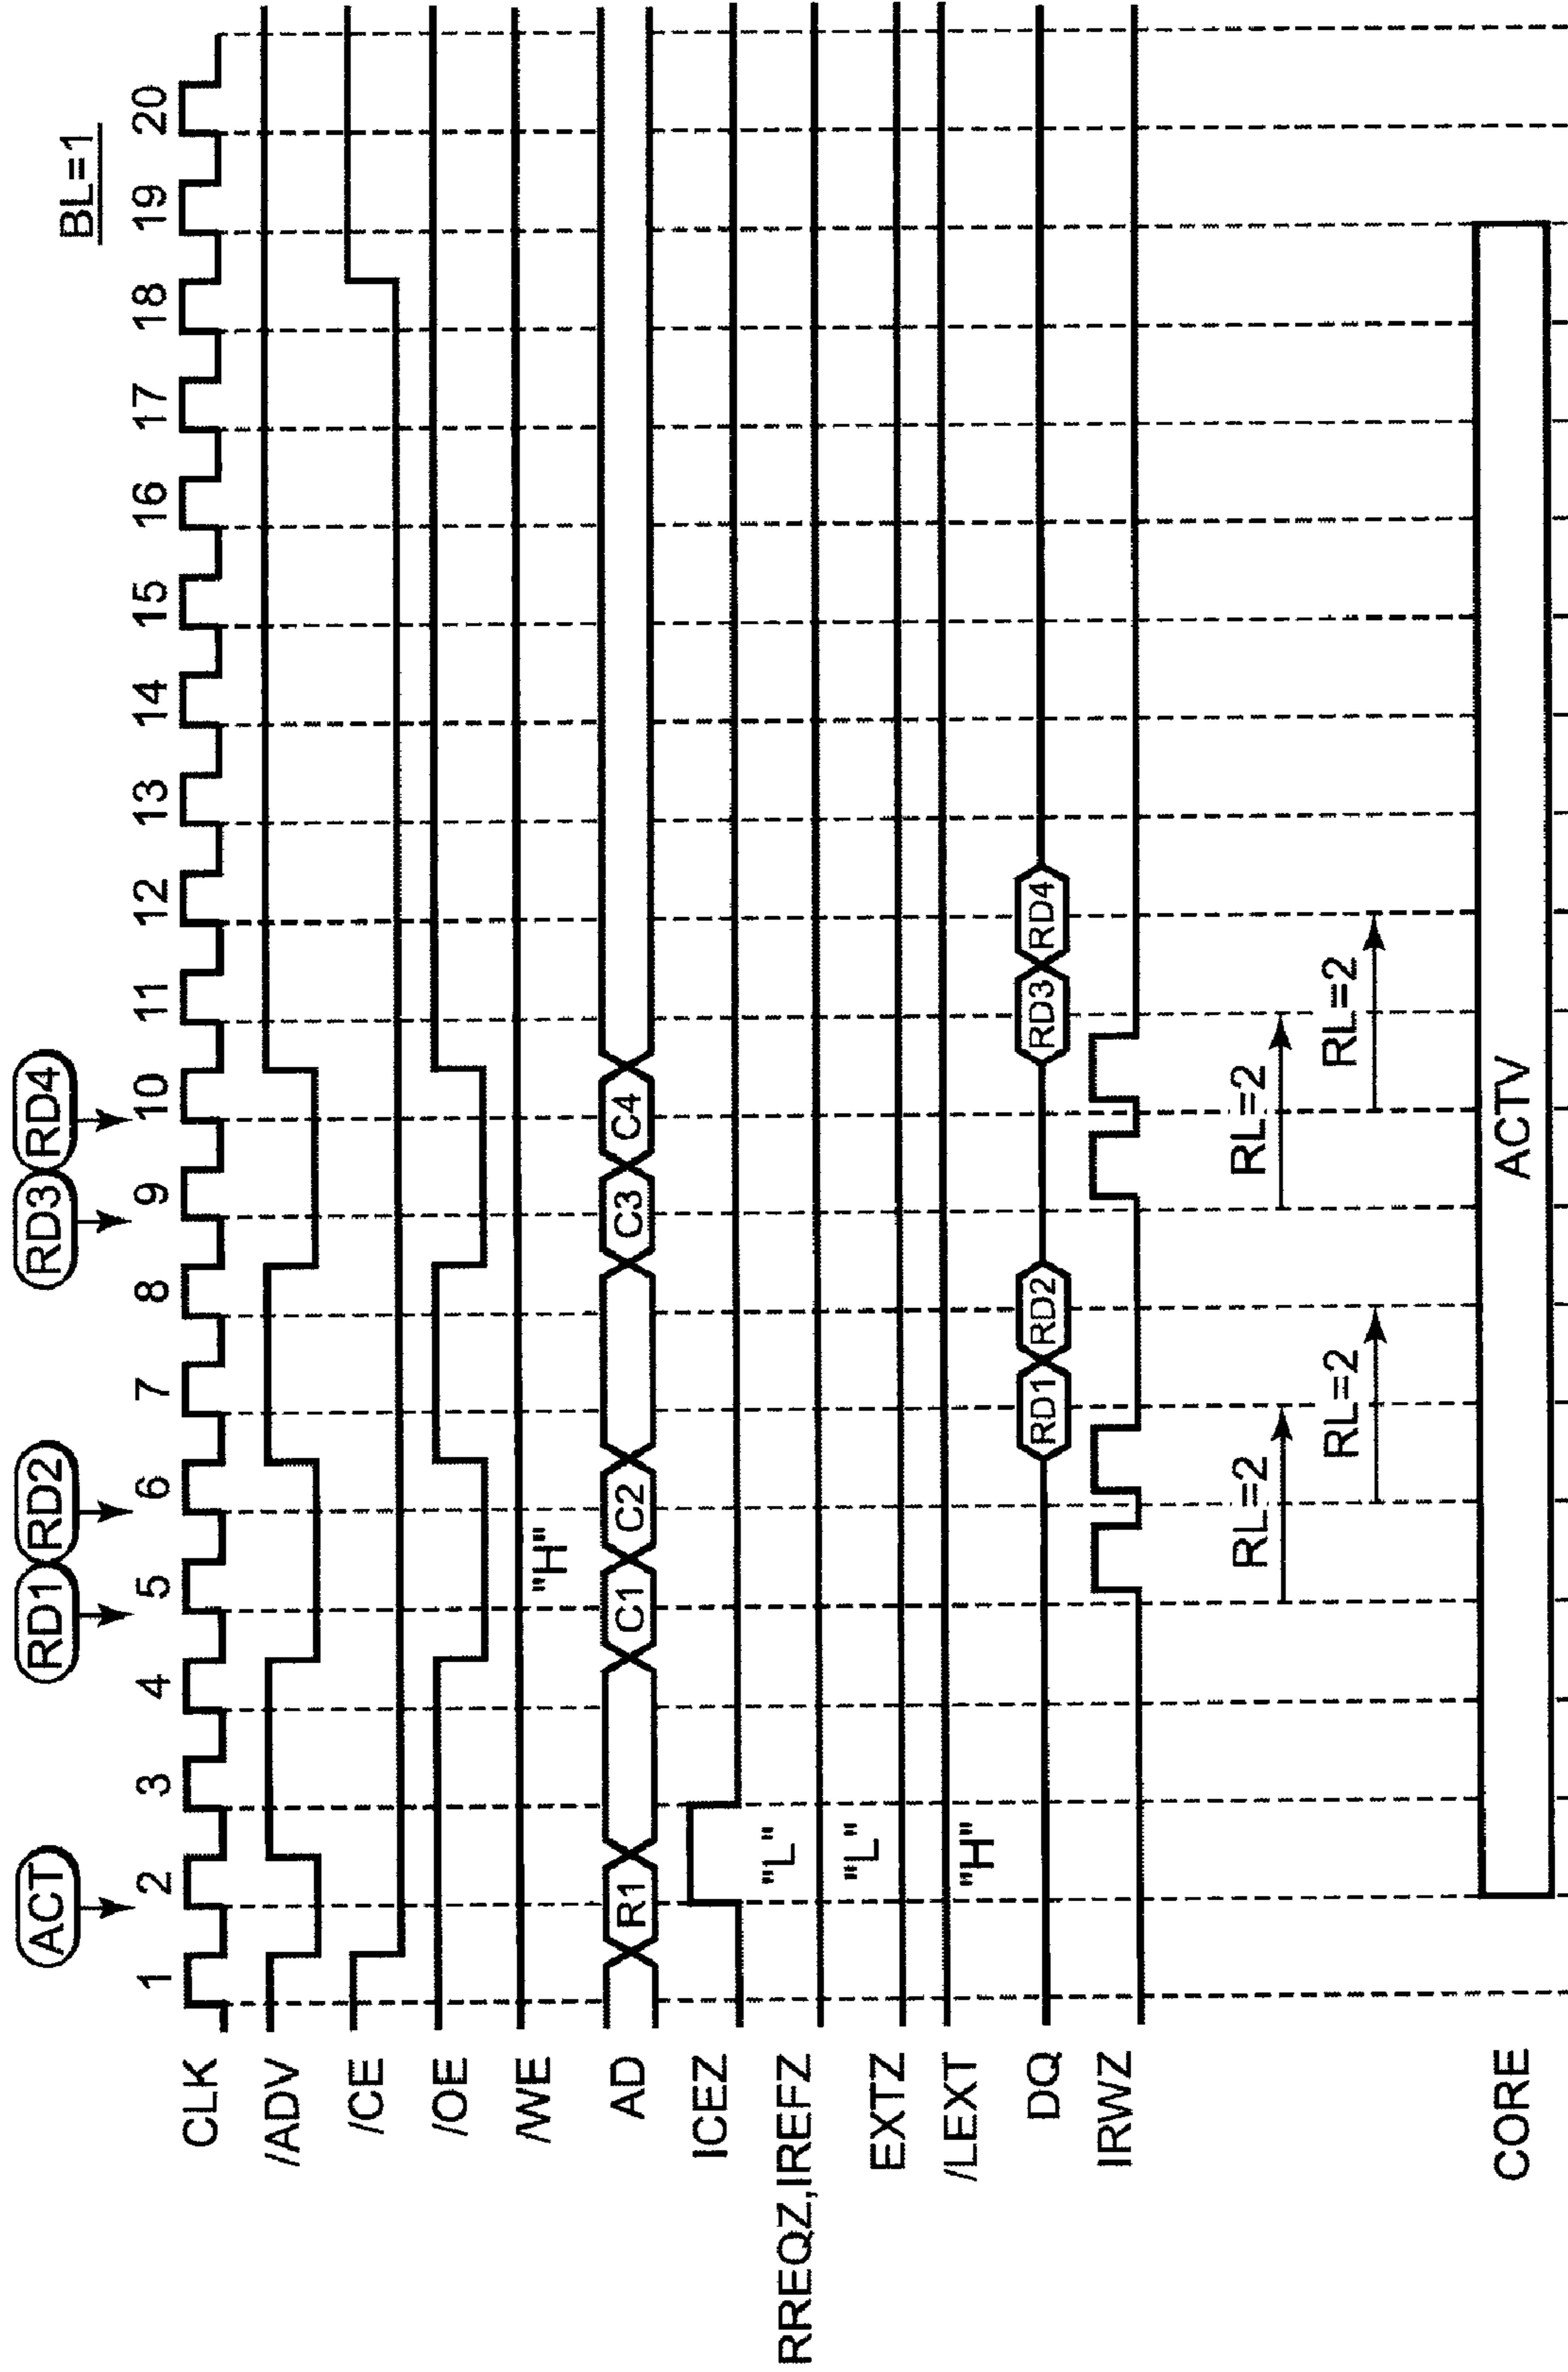 BL=1
ACT RD1 RD2 RD3 RD4
1 2 3 4 5 6 7 8 9 10 11 12 13 14 15 16 17 18 19 20
CLK
/ADV
/CE
/OE
/WE "H"
AD R1 C1 C2 C3 C4
ICEZ
RREQZ,IREFZ "L"
EXTZ "L"
/LEXT "H"
DQ RD1 RD2 RD3 RD4
IRWZ
RL=2 RL=2
RL=2 RL=2
CORE ACTV